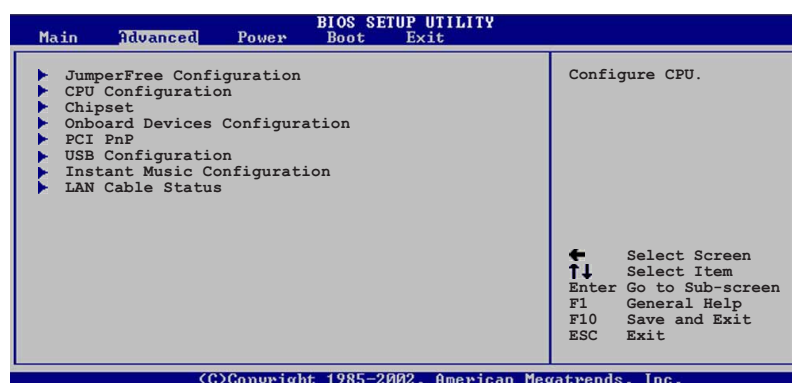 BIOS SETUP UTILITY
Main Advanced Power Boot Exit
JumperFree Configuration
CPU Configuration
Chipset
Onboard Devices Configuration
PCI PnP
USB Configuration
Instant Music Configuration
LAN Cable Status
Configure CPU.
← Select Screen
↑↓ Select Item
Enter Go to Sub-screen
F1 General Help
F10 Save and Exit
ESC Exit
(C)Copyright 1985-2002, American Megatrends, Inc.